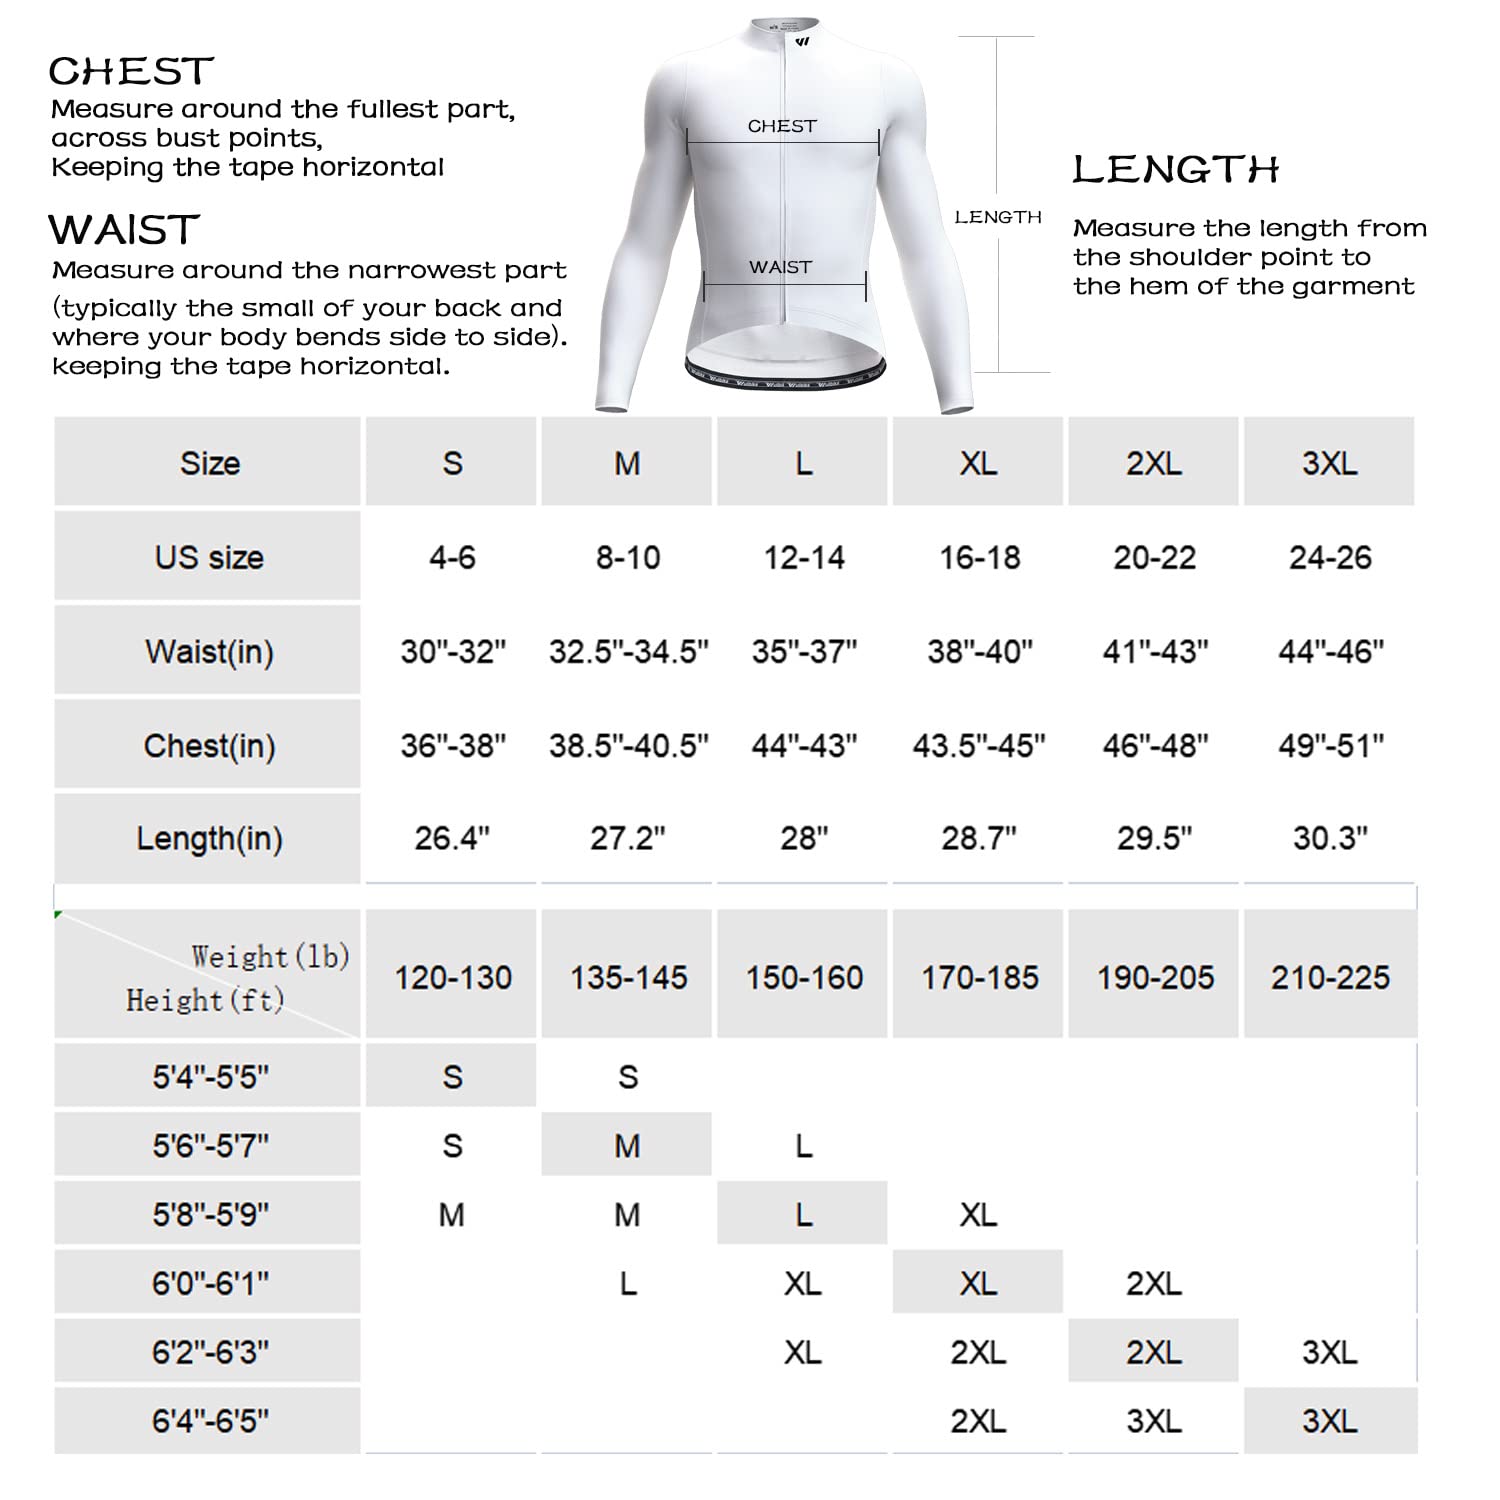 CHEST
Measure around the fullest part,
across bust points,
Keeping the tape horizontal
WAIST
Measure around the narrowest part
(typically the small of your back and
where your body bends side to side).
keeping the tape horizontal.
CHEST
WAIST
LENGTH
LENGTH
Measure the length from
the shoulder point to
the hem of the garment
Size S M L XL 2XL 3XL
US size 4-6 8-10 12-14 16-18 20-22 24-26
Waist(in) 30"-32" 32.5"-34.5" 35"-37" 38"-40" 41"-43" 44"-46"
Chest(in) 36"-38" 38.5"-40.5" 44"-43" 43.5"-45" 46"-48" 49"-51"
Length(in) 26.4" 27.2" 28" 28.7" 29.5" 30.3"
Weight(lb) 120-130 135-145 150-160 170-185 190-205 210-225
Height(ft)
5'4"-5'5" S S
5'6"-5'7" S M L
5'8"-5'9" M M L XL
6'0"-6'1" L XL XL 2XL
6'2"-6'3" XL 2XL 2XL 3XL
6'4"-6'5" 2XL 3XL 3XL